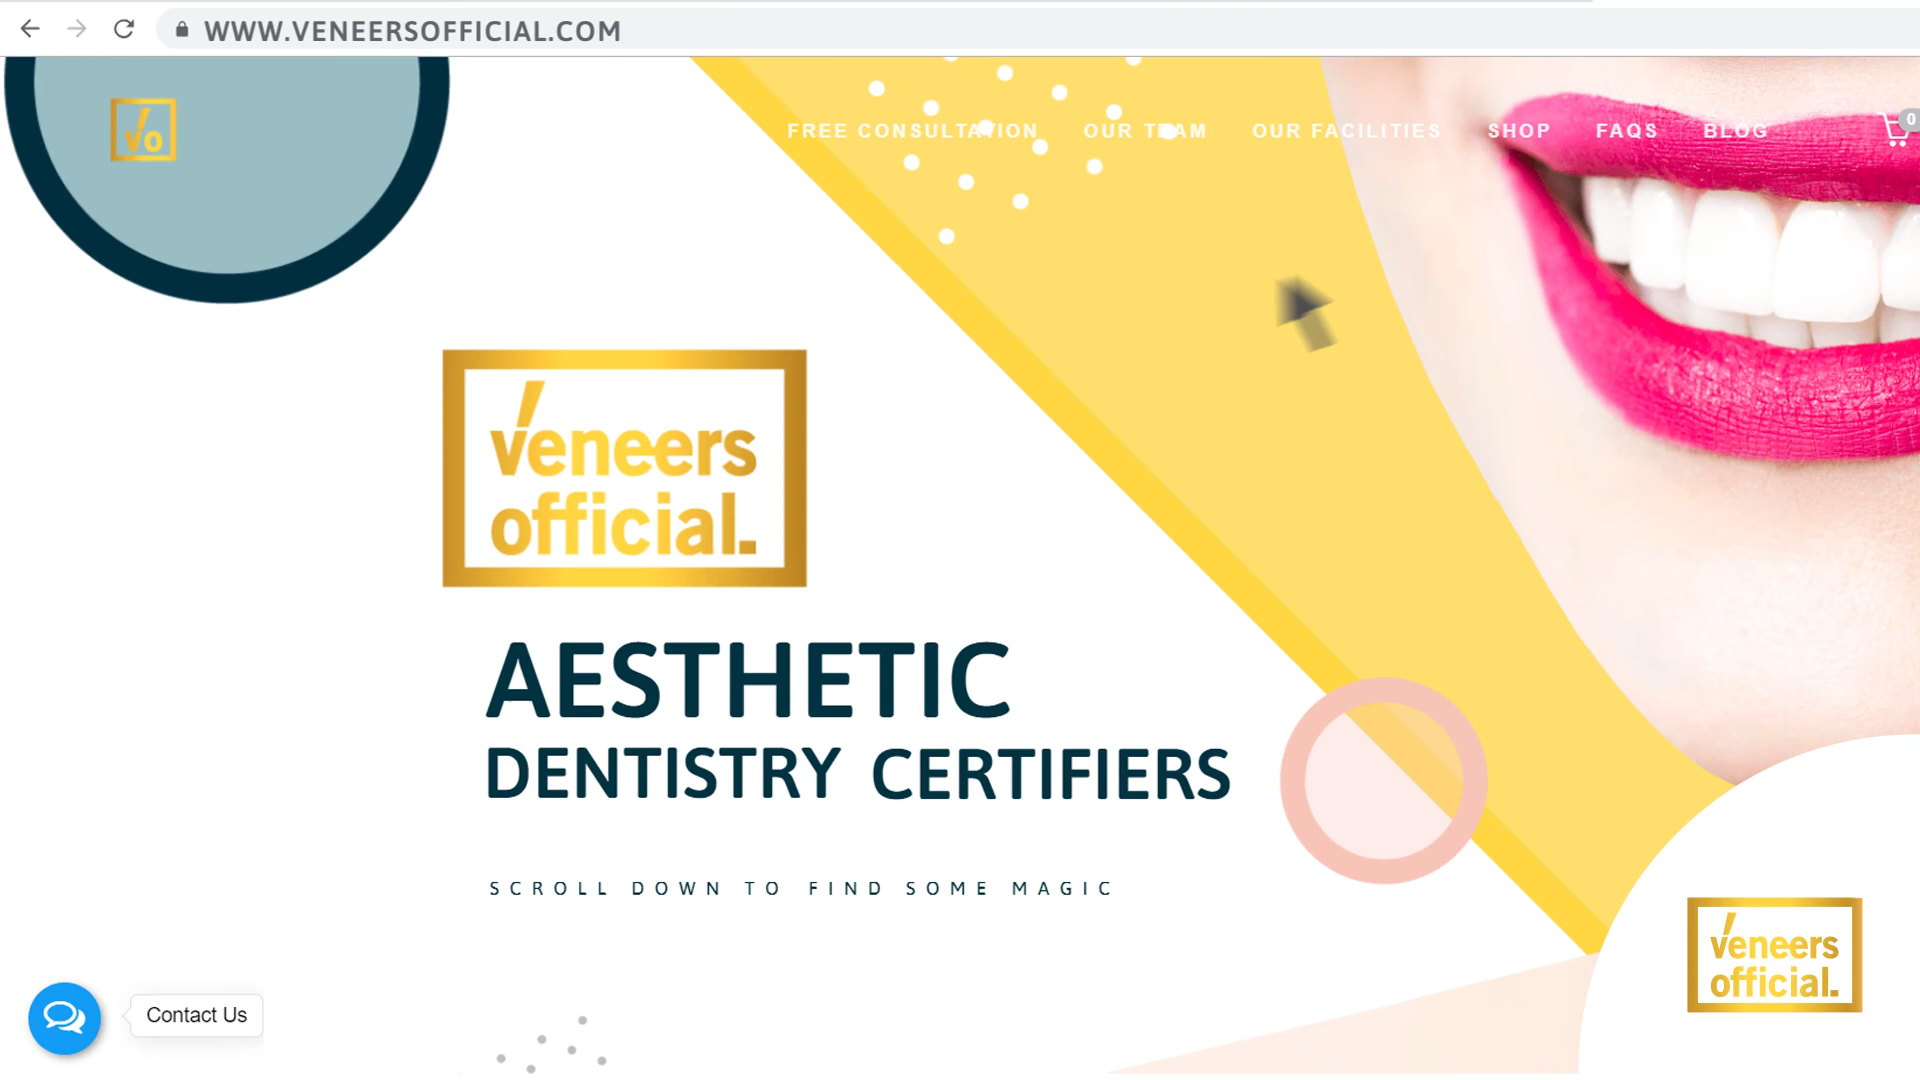 WWW.VENEERSOFFICIAL.COM
vo
FREE CONSULTATION OUR TEAM OUR FACILITIES SHOP FAQS BLOG 0
veneers
official.
AESTHETIC
DENTISTRY CERTIFIERS
SCROLL DOWN TO FIND SOME MAGIC
veneers
official.
Contact Us